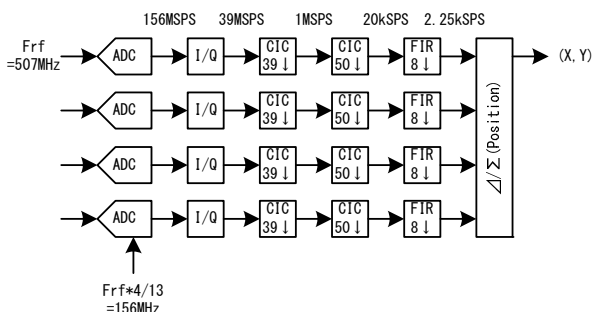 156MSPS 39MSPS 1MSPS 20kSPS 2.25kSPS
Frf
=507MHz
ADC I/Q CIC 39↓ CIC 50↓ FIR 8↓
(X,Y)
ADC I/Q CIC 39↓ CIC 50↓ FIR 8↓
ADC I/Q CIC 39↓ CIC 50↓ FIR 8↓
ADC I/Q CIC 39↓ CIC 50↓ FIR 8↓
⊿/Σ(Position)
Frf*4/13
=156MHz